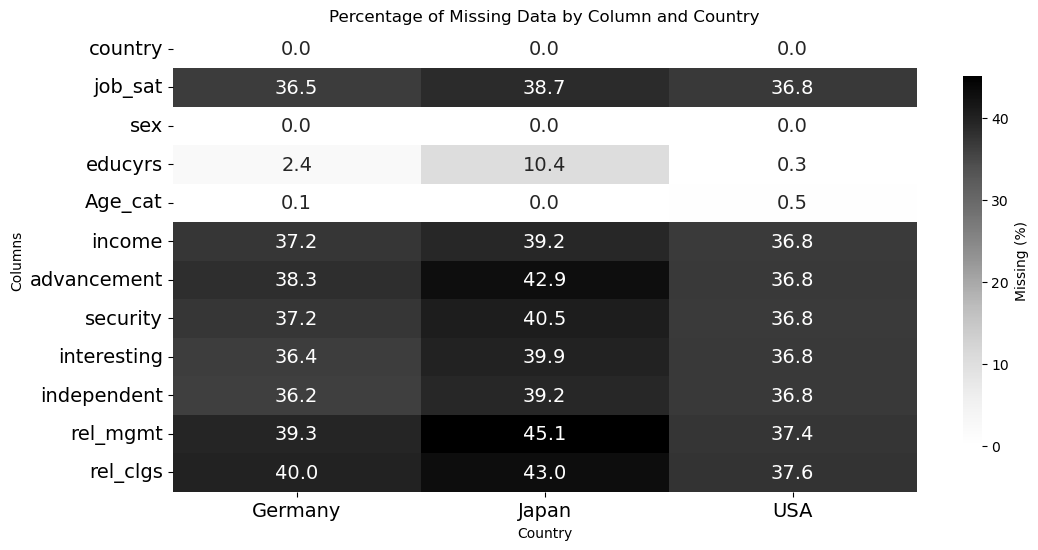 Percentage of Missing Data by Column and Country
country 0.0 0.0 0.0
job_sat 36.5 38.7 36.8
sex 0.0 0.0 0.0
educyrs 2.4 10.4 0.3
Age_cat 0.1 0.0 0.5
income 37.2 39.2 36.8
advancement 38.3 42.9 36.8
security 37.2 40.5 36.8
interesting 36.4 39.9 36.8
independent 36.2 39.2 36.8
rel_mgmt 39.3 45.1 37.4
rel_clgs 40.0 43.0 37.6
Germany Japan USA
Country
Columns
40
30
20
10
0
Missing (%)